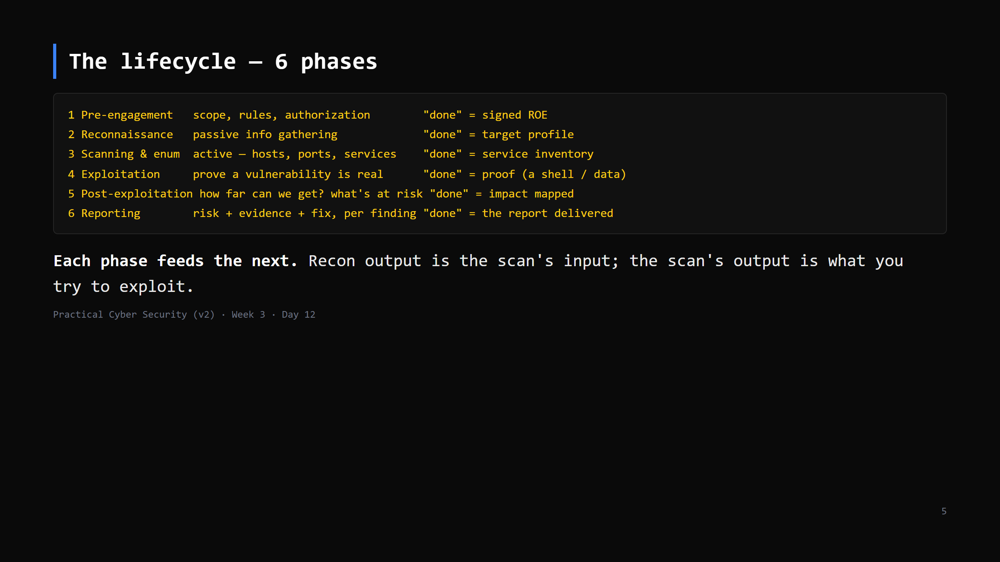 The lifecycle — 6 phases
1 Pre-engagement   scope, rules, authorization        "done" = signed ROE
2 Reconnaissance   passive info gathering             "done" = target profile
3 Scanning & enum  active — hosts, ports, services    "done" = service inventory
4 Exploitation     prove a vulnerability is real      "done" = proof (a shell / data)
5 Post-exploitation how far can we get? what's at risk "done" = impact mapped
6 Reporting        risk + evidence + fix, per finding "done" = the report delivered
Each phase feeds the next. Recon output is the scan's input; the scan's output is what you
try to exploit.
Practical Cyber Security (v2) · Week 3 · Day 12
5